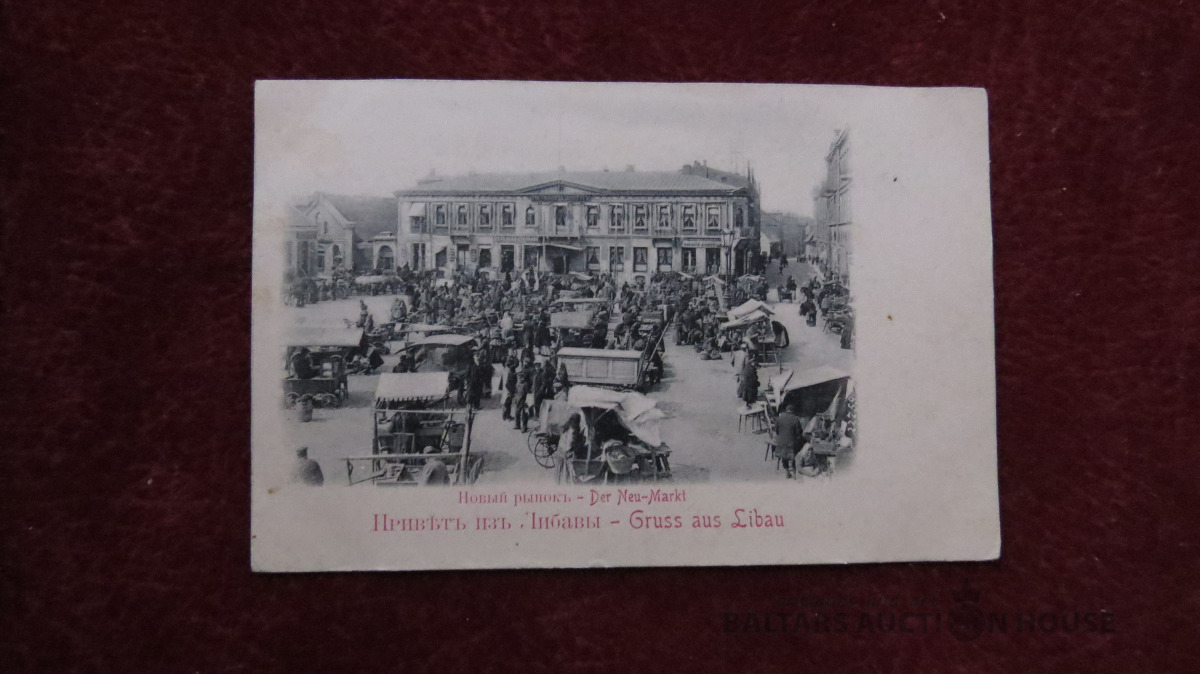 Новый рынокъ – Der Neu-Markt
Привѣтъ изъ Либавы – Gruss aus Libau
BALTARS AUCTION HOUSE